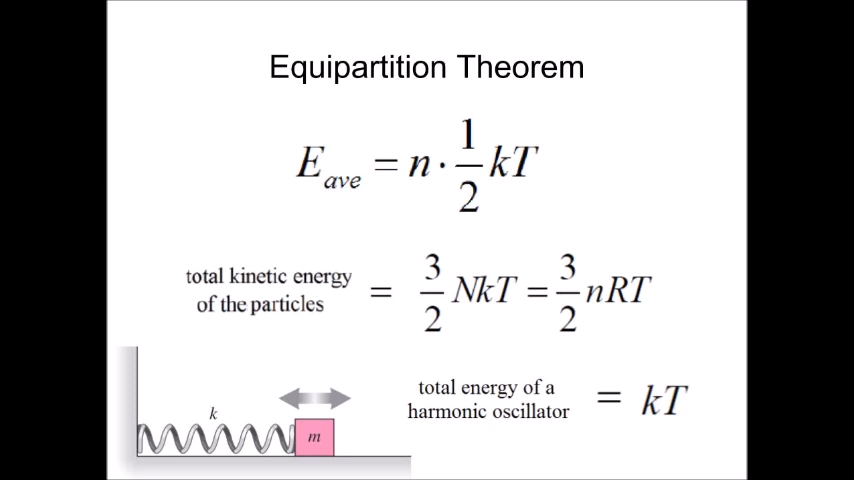 Equipartition Theorem
E_ave = n · 1/2 kT
total kinetic energy
of the particles = 3/2 NkT = 3/2 nRT
total energy of a
harmonic oscillator = kT
k
m